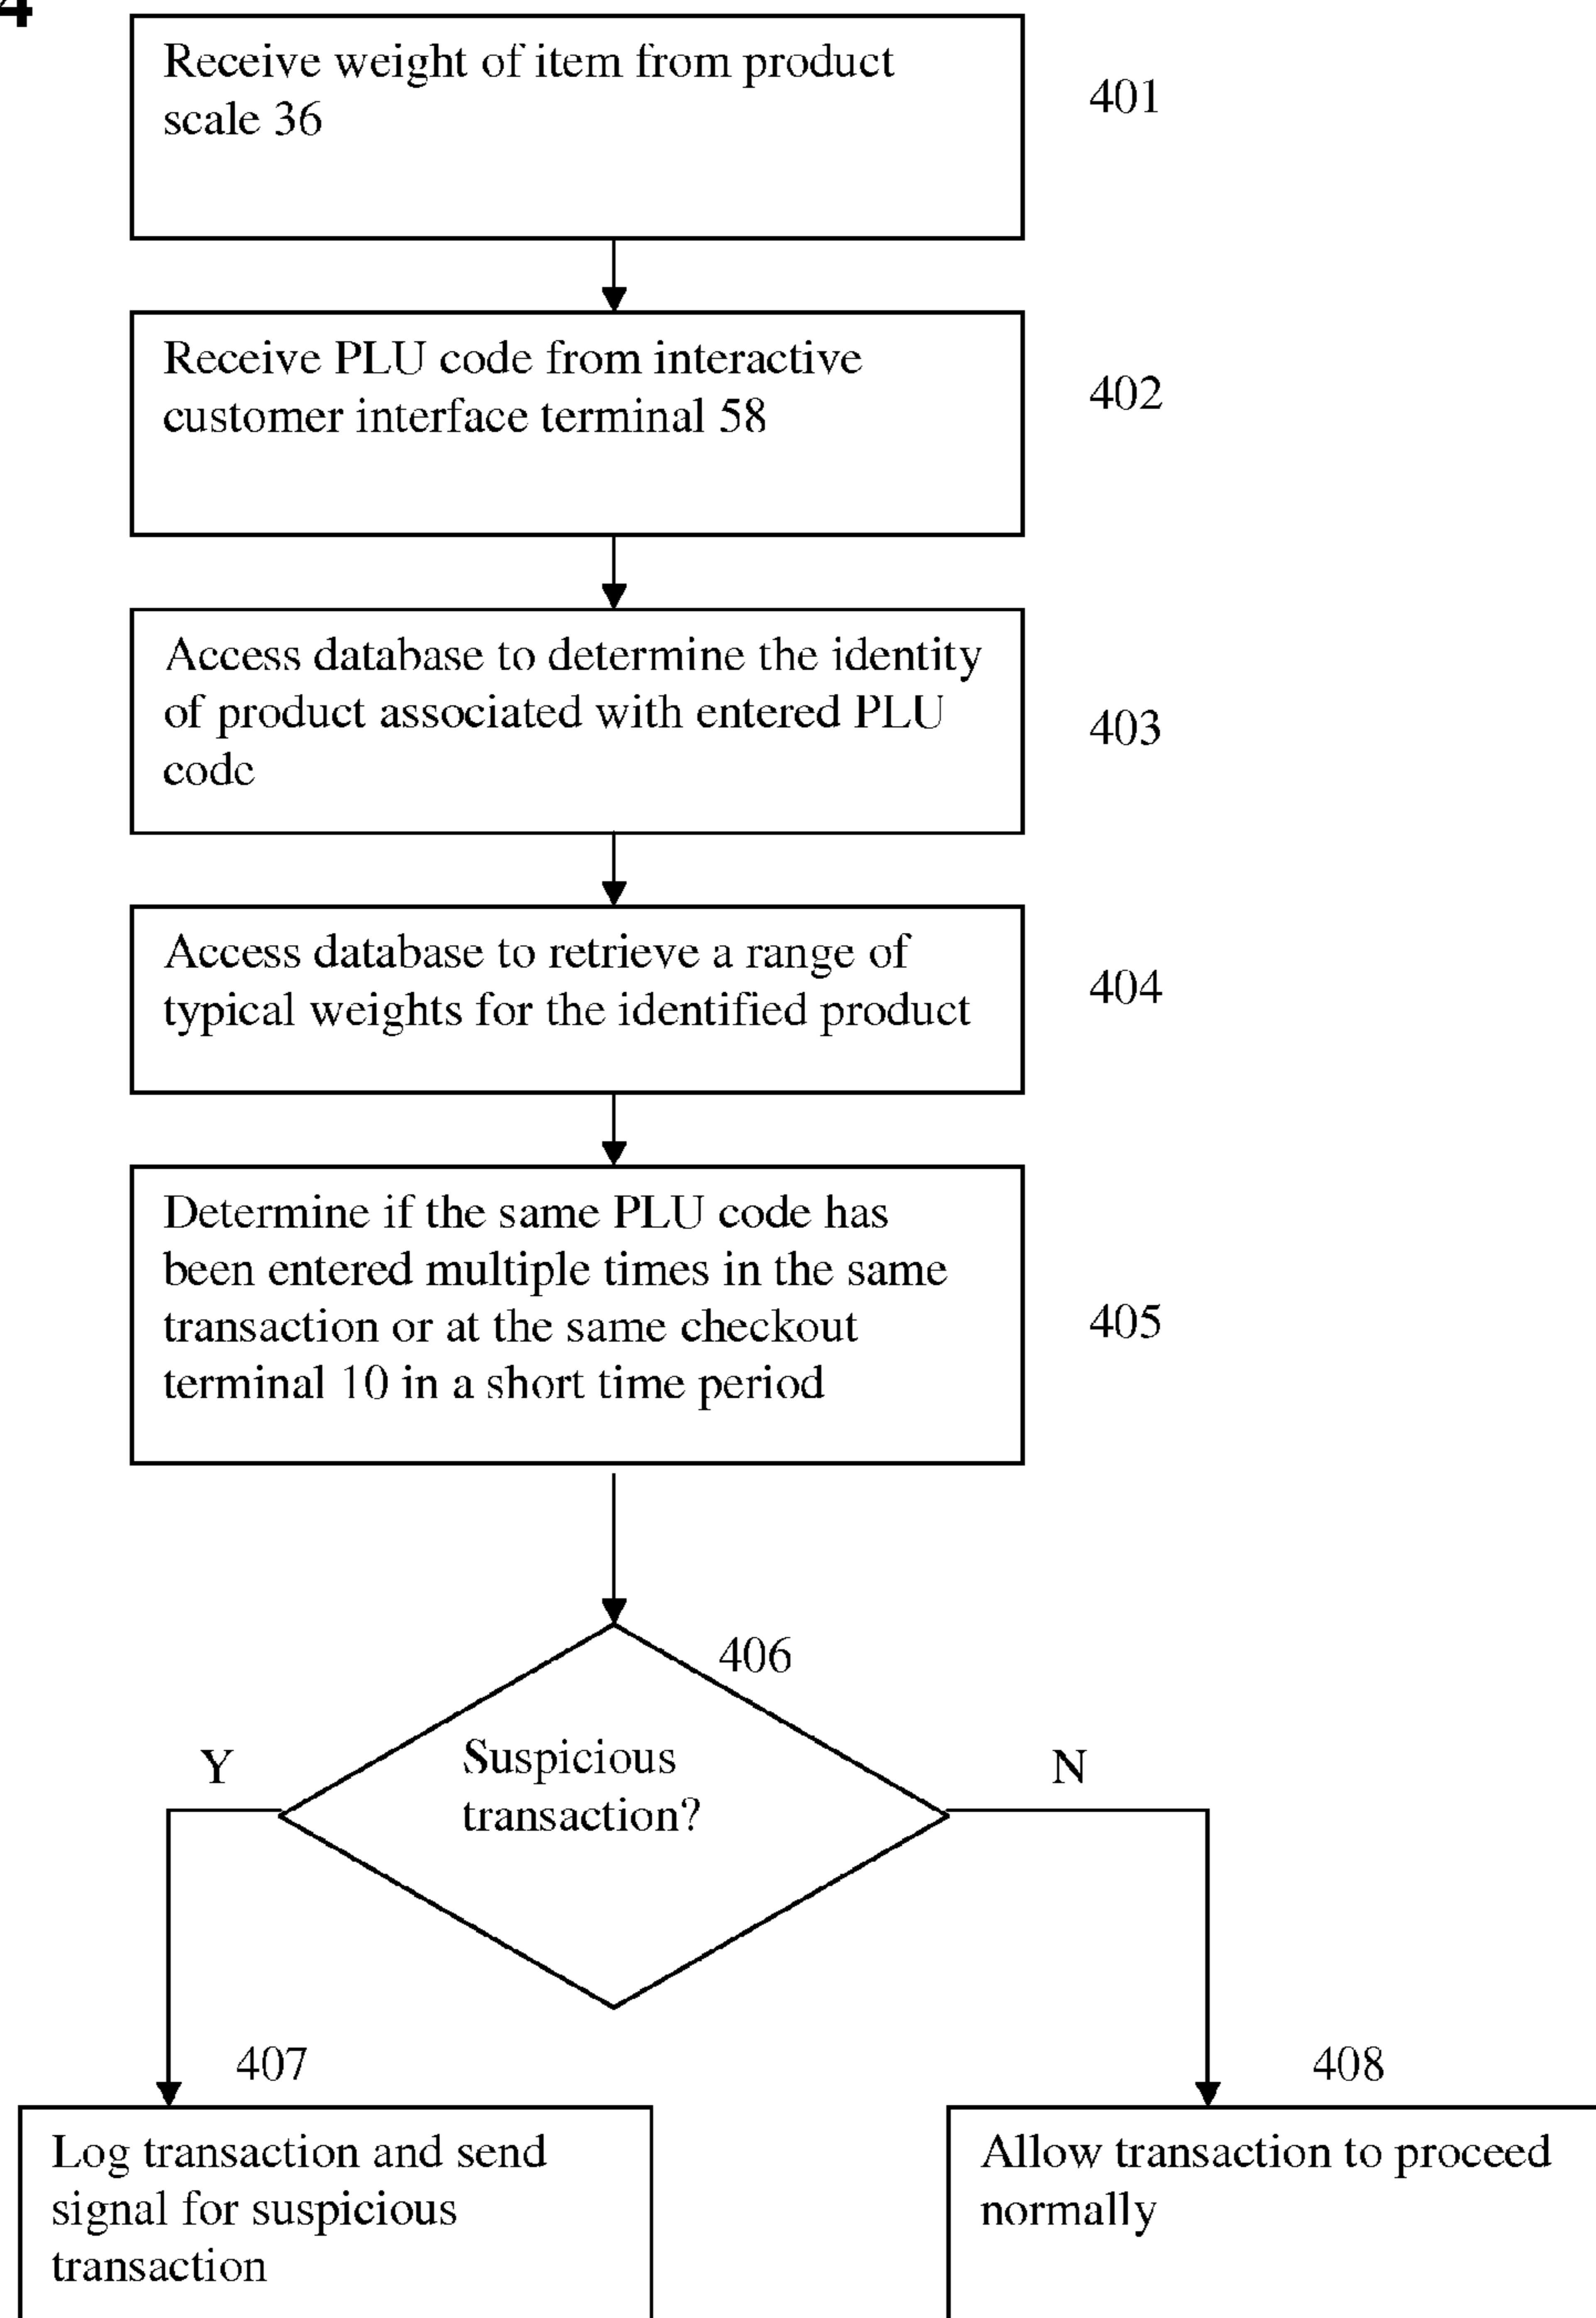 4
Receive weight of item from product
scale 36
401
Receive PLU code from interactive
customer interface terminal 58
402
Access database to determine the identity
of product associated with entered PLU
code
403
Access database to retrieve a range of
typical weights for the identified product
404
Determine if the same PLU code has
been entered multiple times in the same
transaction or at the same checkout
terminal 10 in a short time period
405
406
Suspicious
transaction?
Y
N
407
408
Log transaction and send
signal for suspicious
transaction
Allow transaction to proceed
normally